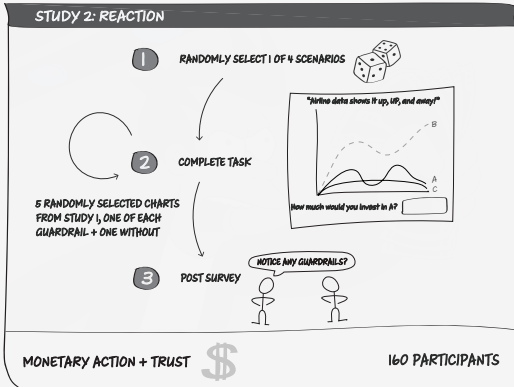 STUDY 2: REACTION
1
RANDOMLY SELECT 1 OF 4 SCENARIOS
"Airline data shows it up, UP, and away!"
B
A
C
How much would you invest in A?
2
COMPLETE TASK
5 RANDOMLY SELECTED CHARTS
FROM STUDY 1, ONE OF EACH
GUARDRAIL + ONE WITHOUT
3
POST SURVEY
NOTICE ANY GUARDRAILS?
MONETARY ACTION + TRUST
$
160 PARTICIPANTS